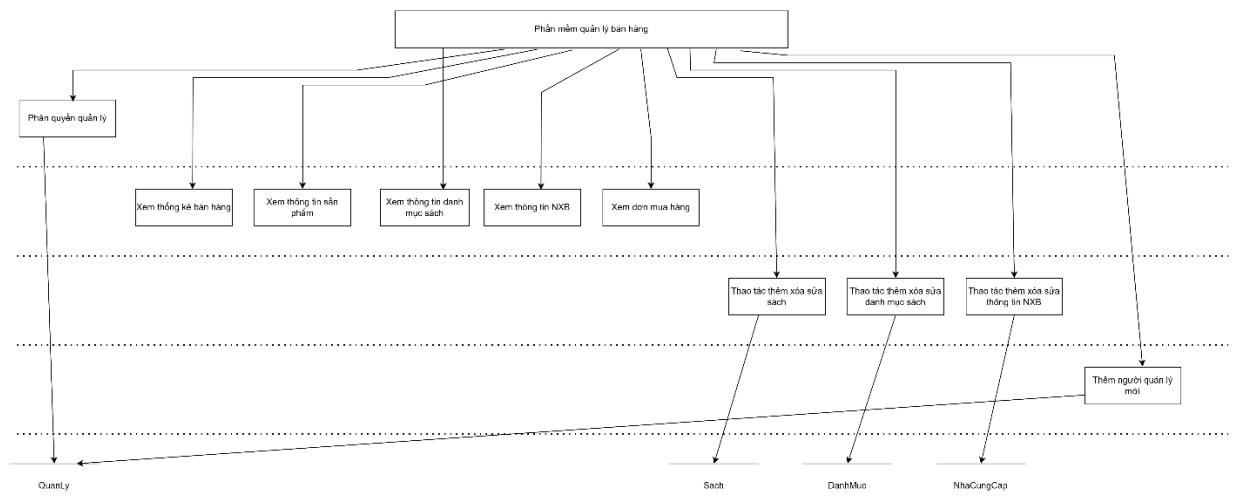 Phần mềm quản lý bán hàng
Phân quyền quản lý
Xem thống kê bán hàng
Xem thông tin sản
phẩm
Xem thông tin danh
mục sách
Xem thông tin NXB
Xem đơn mua hàng
Thao tác thêm xóa sửa
sách
Thao tác thêm xóa sửa
danh mục sách
Thao tác thêm xóa sửa
thông tin NXB
Thêm người quản lý
mới
QuanLy
Sach
DanhMuc
NhaCungCap